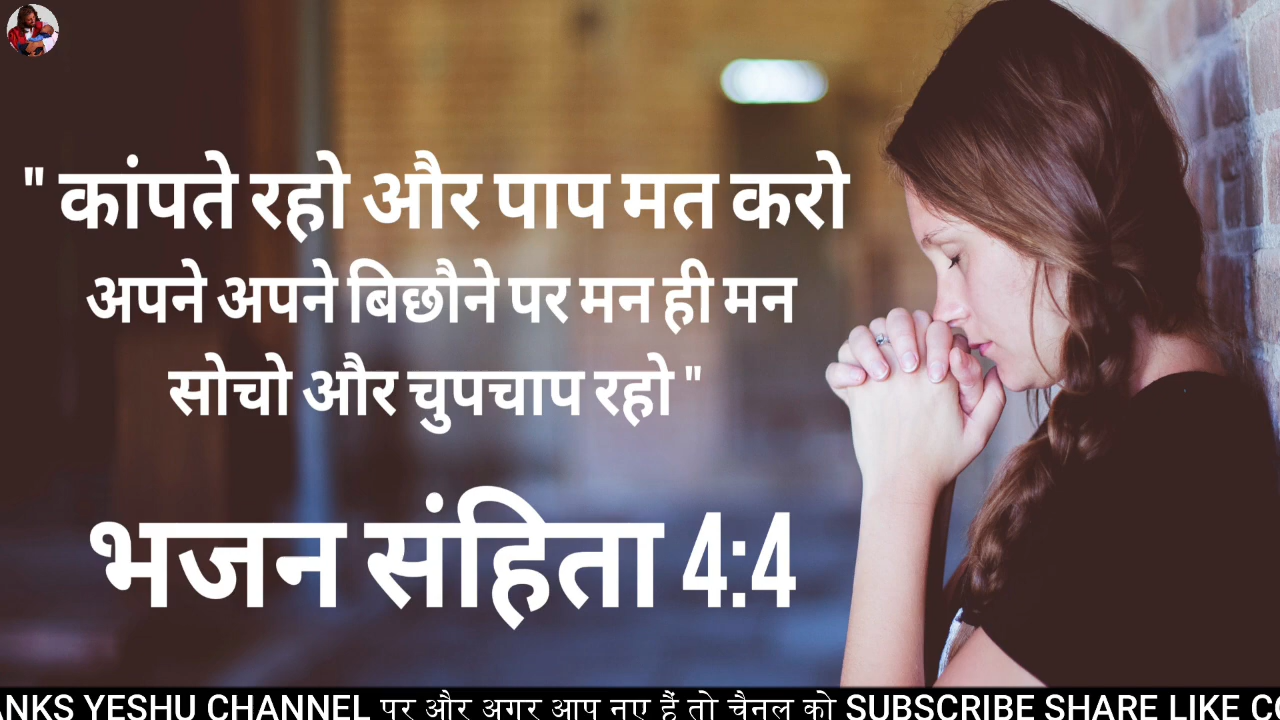 " कांपते रहो और पाप मत करो
अपने अपने बिछौने पर मन ही मन
सोचो और चुपचाप रहो "
भजन संहिता 4:4
YESHU CHANNEL पर और अगर आप नए हैं तो चैनल को SUBSCRIBE SHARE LIKE